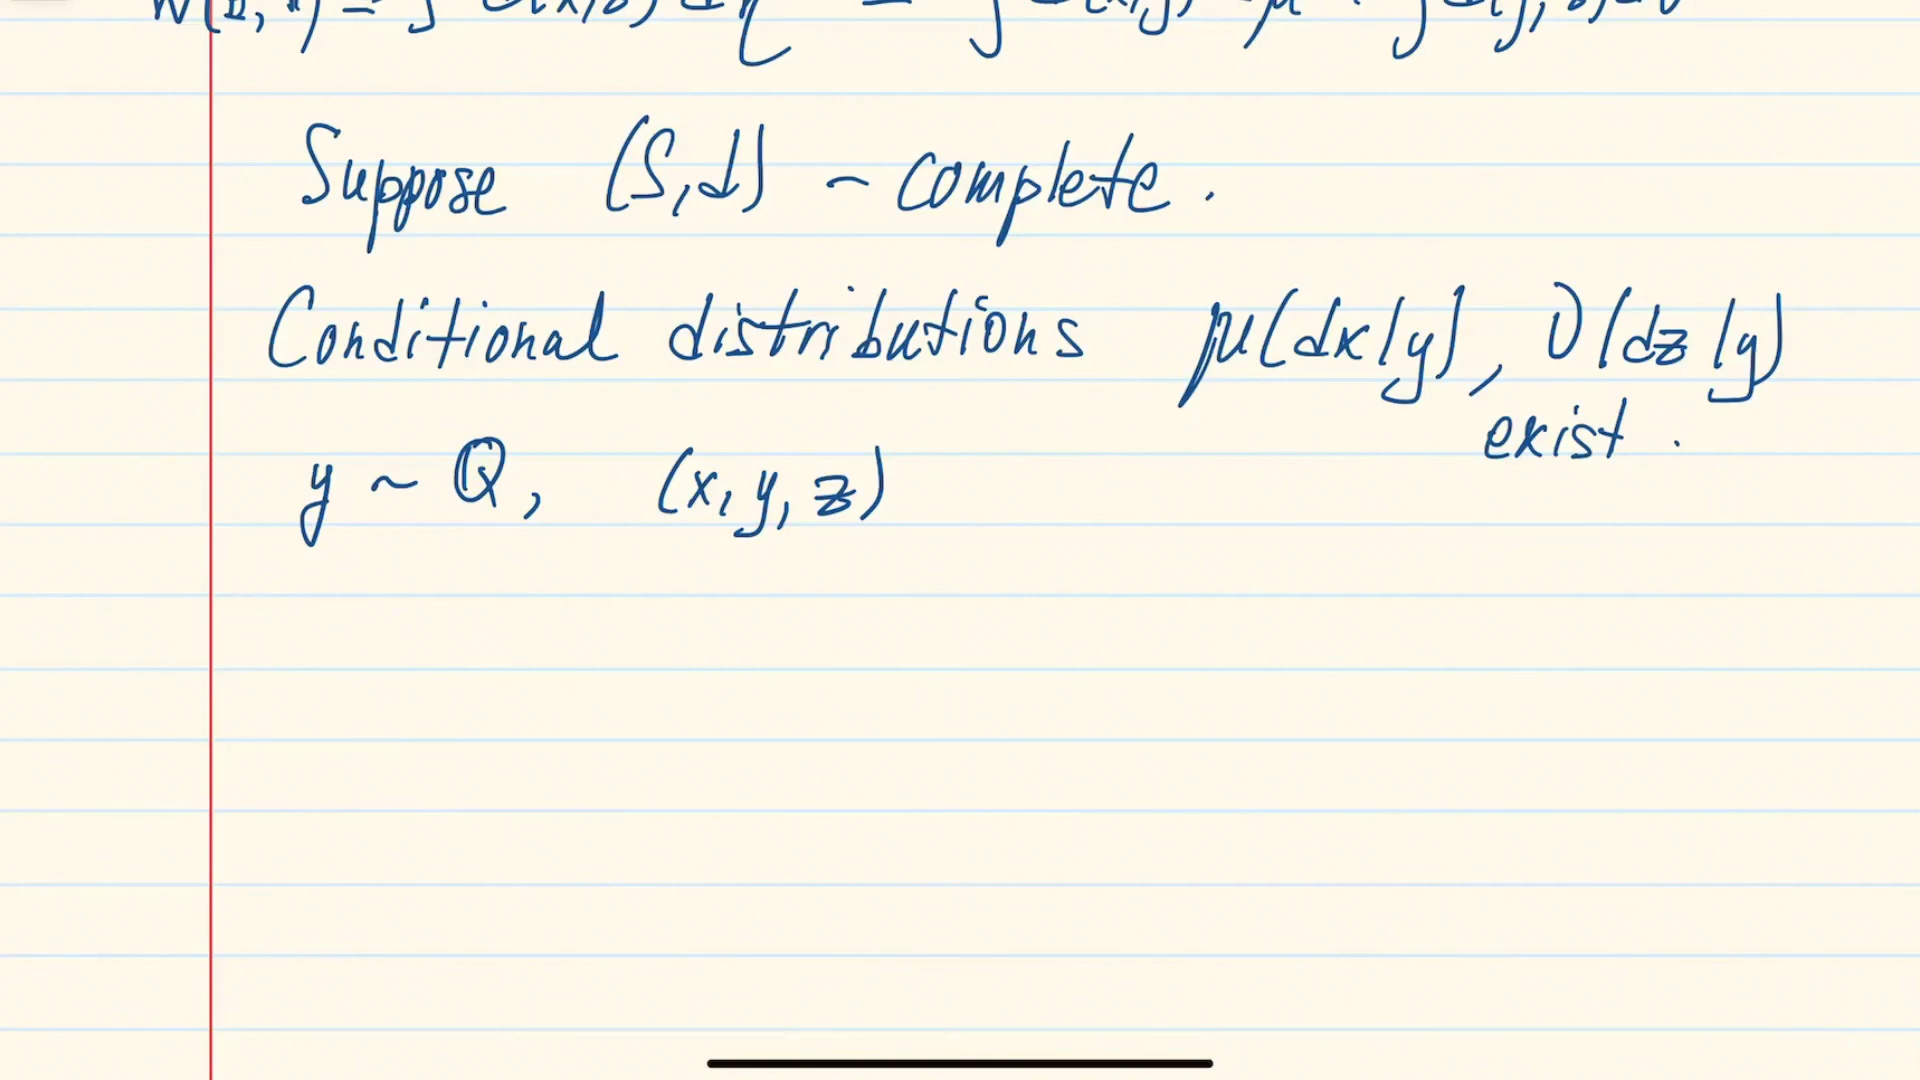 Suppose (S, d) – complete.
Conditional distributions μ(dx|y), ν(dz|y)
exist.
y ~ ℚ, (x, y, z)